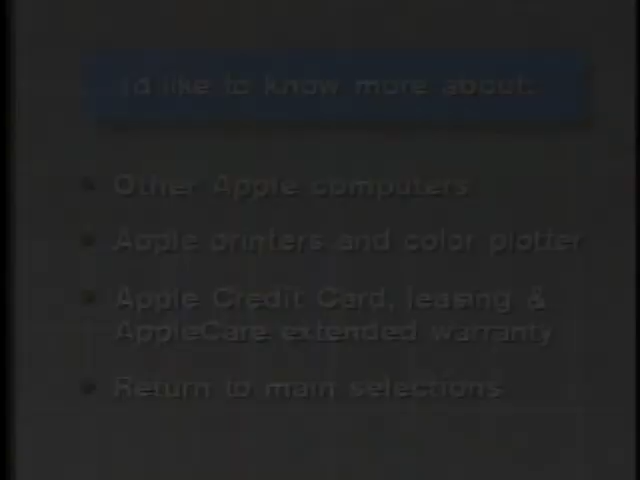 I'd like to know more about:
Other Apple computers
Apple printers and color plotter
Apple Credit Card, leasing &
AppleCare extended warranty
Return to main selections